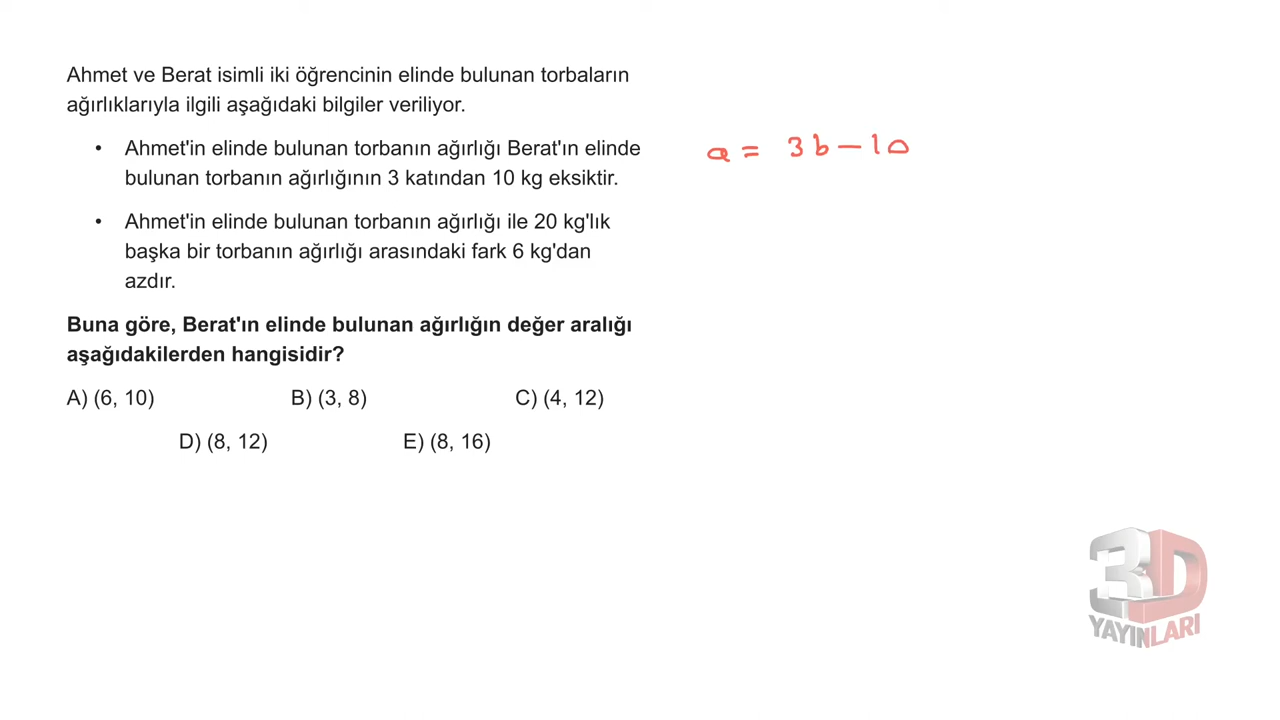 Ahmet ve Berat isimli iki öğrencinin elinde bulunan torbaların
ağırlıklarıyla ilgili aşağıdaki bilgiler veriliyor.
• Ahmet'in elinde bulunan torbanın ağırlığı Berat'ın elinde
bulunan torbanın ağırlığının 3 katından 10 kg eksiktir.
a = 3b - 10
• Ahmet'in elinde bulunan torbanın ağırlığı ile 20 kg'lık
başka bir torbanın ağırlığı arasındaki fark 6 kg'dan
azdır.
Buna göre, Berat'ın elinde bulunan ağırlığın değer aralığı
aşağıdakilerden hangisidir?
A) (6, 10) B) (3, 8) C) (4, 12)
D) (8, 12) E) (8, 16)
3D
YAYINLARI